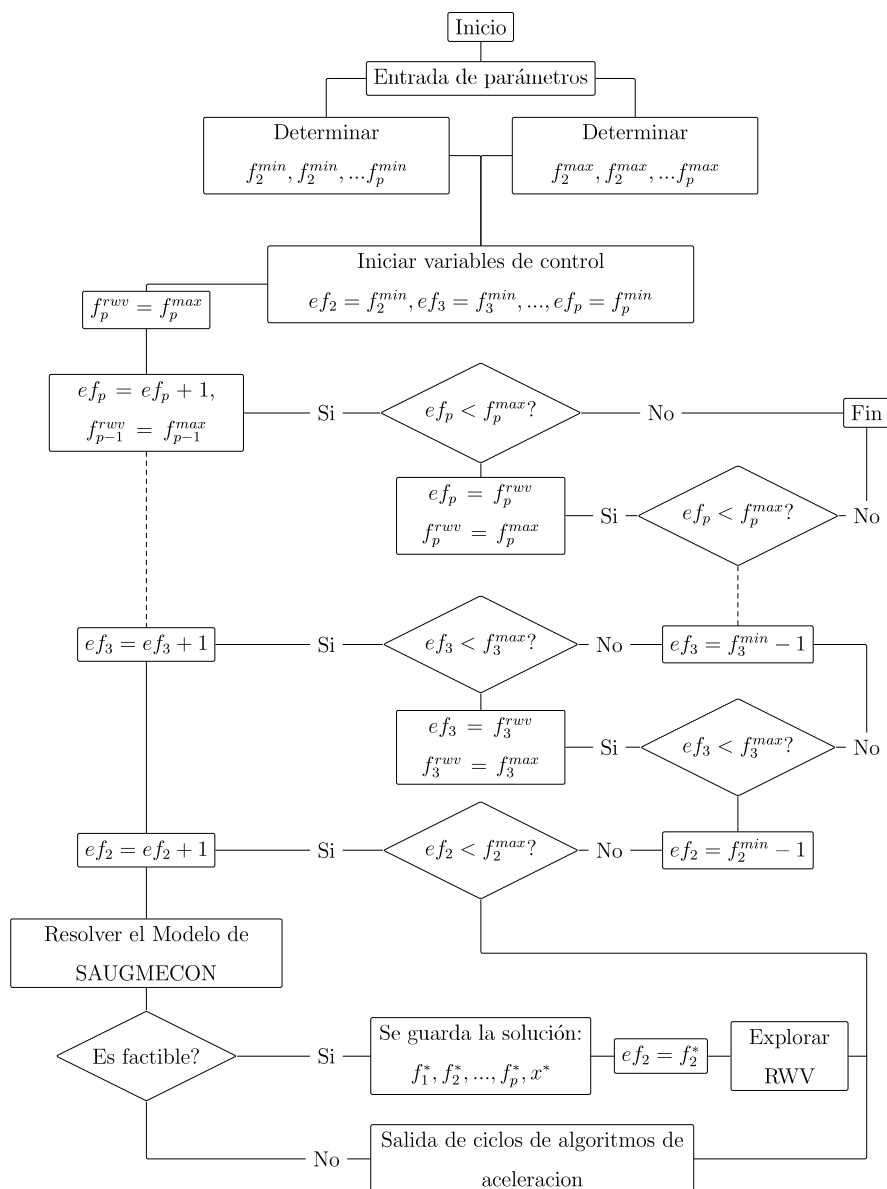 Inicio
Entrada de parámetros
Determinar
f_2^{min}, f_2^{min}, ...f_p^{min}
Determinar
f_2^{max}, f_2^{max}, ...f_p^{max}
Iniciar variables de control
ef_2 = f_2^{min}, ef_3 = f_3^{min}, ..., ef_p = f_p^{min}
f_p^{rwv} = f_p^{max}
ef_p = ef_p + 1,
f_{p-1}^{rwv} = f_{p-1}^{max}
Si
ef_p < f_p^{max}?
No
Fin
ef_p = f_p^{rwv}
f_p^{rwv} = f_p^{max}
Si
ef_p < f_p^{max}?
No
ef_3 = ef_3 + 1
Si
ef_3 < f_3^{max}?
No
ef_3 = f_3^{min} − 1
ef_3 = f_3^{rwv}
f_3^{rwv} = f_3^{max}
Si
ef_3 < f_3^{max}?
No
ef_2 = ef_2 + 1
Si
ef_2 < f_2^{max}?
No
ef_2 = f_2^{min} − 1
Resolver el Modelo de
SAUGMECON
Es factible?
Si
Se guarda la solución:
f_1^*, f_2^*, ..., f_p^*, x^*
ef_2 = f_2^*
Explorar
RWV
No
Salida de ciclos de algoritmos de
aceleracion